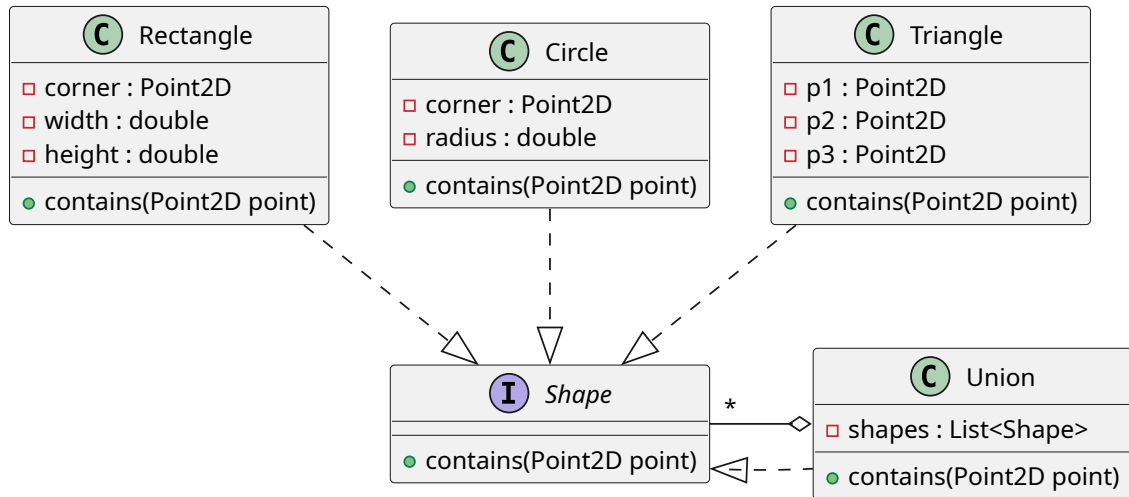 C Rectangle
corner : Point2D
width : double
height : double
contains(Point2D point)
C Circle
corner : Point2D
radius : double
contains(Point2D point)
C Triangle
p1 : Point2D
p2 : Point2D
p3 : Point2D
contains(Point2D point)
I Shape
contains(Point2D point)
*
C Union
shapes : List<Shape>
contains(Point2D point)